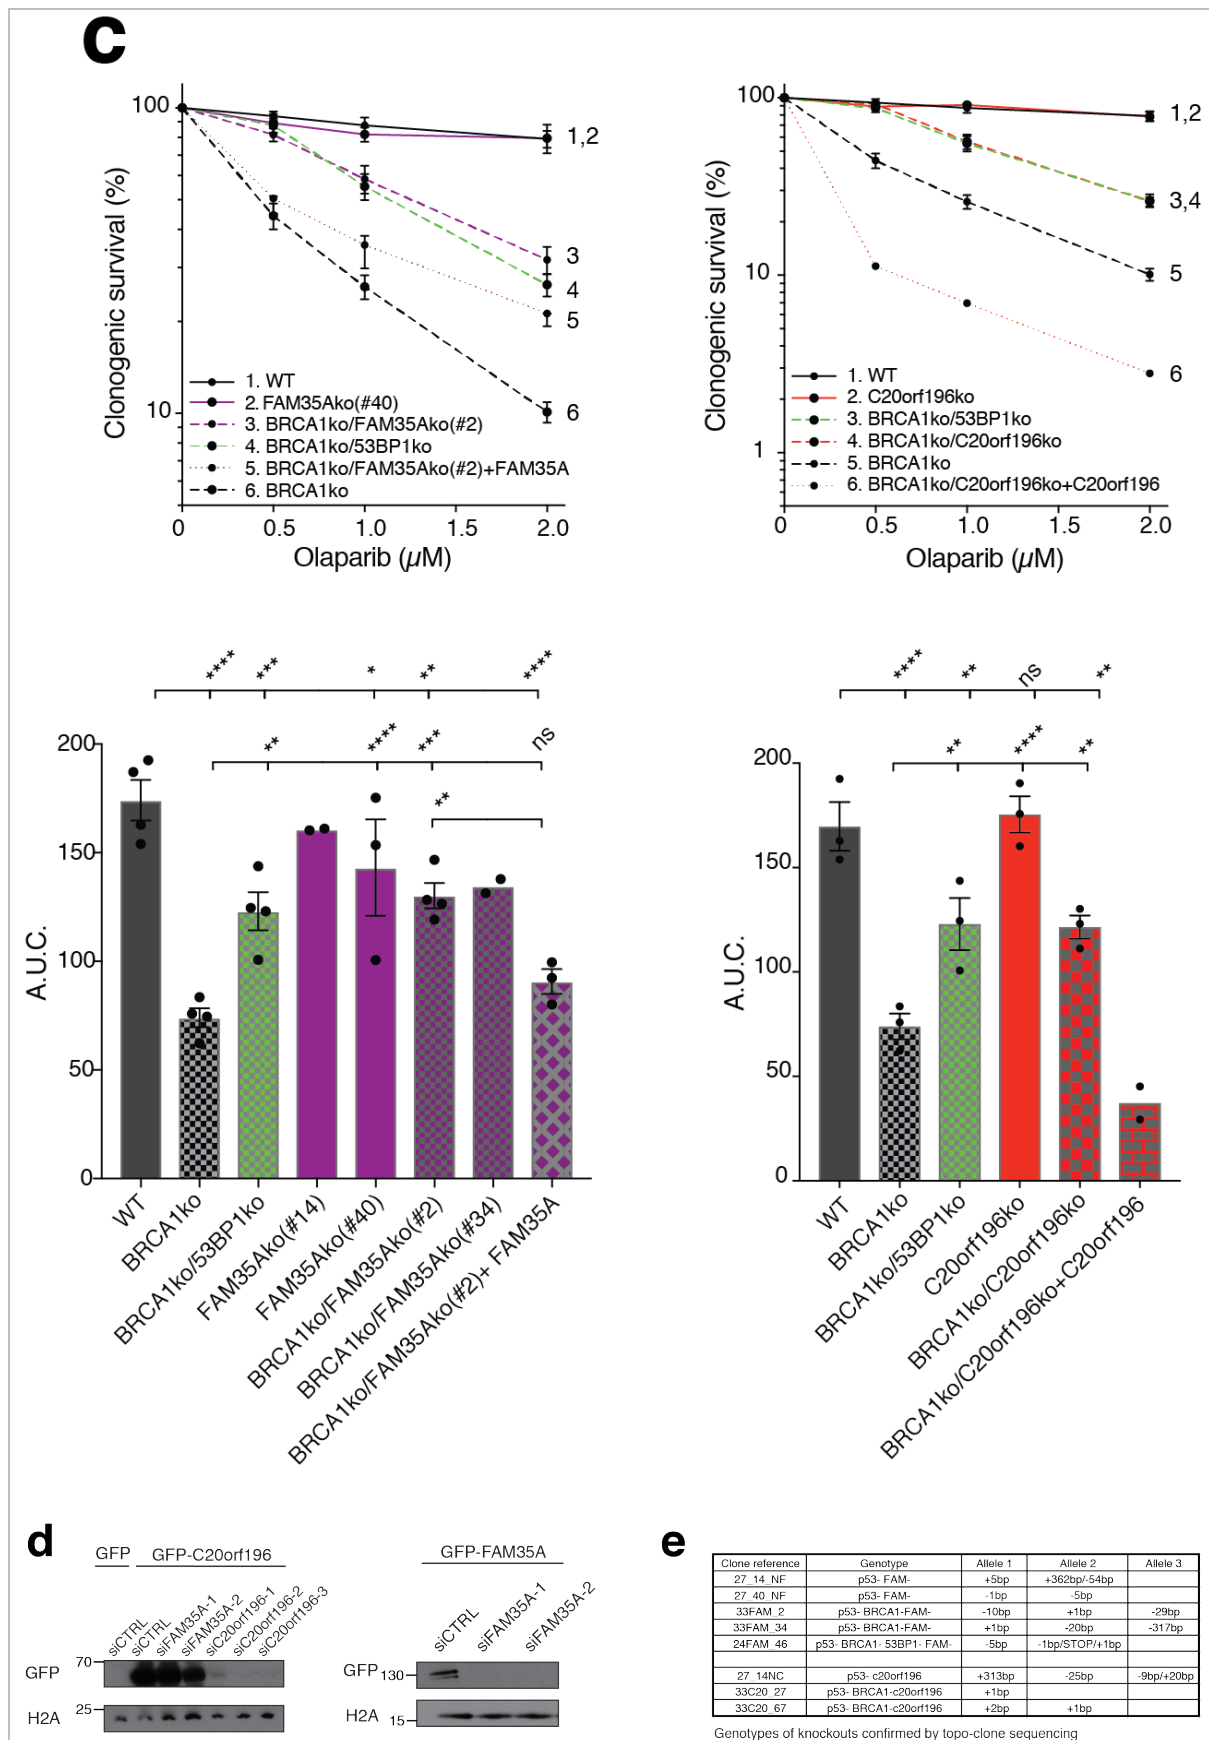 c
Clonogenic survival (%)
100
10
1,2
3
4
5
6
1. WT
2. FAM35Ako(#40)
3. BRCA1ko/FAM35Ako(#2)
4. BRCA1ko/53BP1ko
5. BRCA1ko/FAM35Ako(#2)+FAM35A
6. BRCA1ko
0 0.5 1.0 1.5 2.0
Olaparib (µM)
Clonogenic survival (%)
100
10
1
1,2
3,4
5
6
1. WT
2. C20orf196ko
3. BRCA1ko/53BP1ko
4. BRCA1ko/C20orf196ko
5. BRCA1ko
6. BRCA1ko/C20orf196ko+C20orf196
0 0.5 1.0 1.5 2.0
Olaparib (µM)
**** *** * ** ****
** **** *** ns
**
A.U.C.
200
150
100
50
0
WT
BRCA1ko
BRCA1ko/53BP1ko
FAM35Ako(#14)
FAM35Ako(#40)
BRCA1ko/FAM35Ako(#2)
BRCA1ko/FAM35Ako(#34)
BRCA1ko/FAM35Ako(#2)+ FAM35A
**** ** ns **
** **** **
A.U.C.
200
150
100
50
0
WT
BRCA1ko
BRCA1ko/53BP1ko
C20orf196ko
BRCA1ko/C20orf196ko
BRCA1ko/C20orf196ko+C20orf196
d
GFP GFP-C20orf196
siCTRL
siCTRL
siFAM35A-1
siFAM35A-2
siC20orf196-1
siC20orf196-2
siC20orf196-3
GFP 70
H2A 25
GFP-FAM35A
siCTRL
siFAM35A-1
siFAM35A-2
GFP 130
H2A 15
e
Clone reference Genotype Allele 1 Allele 2 Allele 3
27_14_NF p53- FAM- +5bp +362bp/-54bp
27_40_NF p53- FAM- -1bp -5bp
33FAM_2 p53- BRCA1-FAM- -10bp +1bp -29bp
33FAM_34 p53- BRCA1-FAM- +1bp -20bp -317bp
24FAM_46 p53- BRCA1- 53BP1- FAM- -5bp -1bp/STOP/+1bp
27_14NC p53- c20orf196 +313bp -25bp -9bp/+20bp
33C20_27 p53- BRCA1-c20orf196 +1bp
33C20_67 p53- BRCA1-c20orf196 +2bp +1bp
Genotypes of knockouts confirmed by topo-clone sequencing